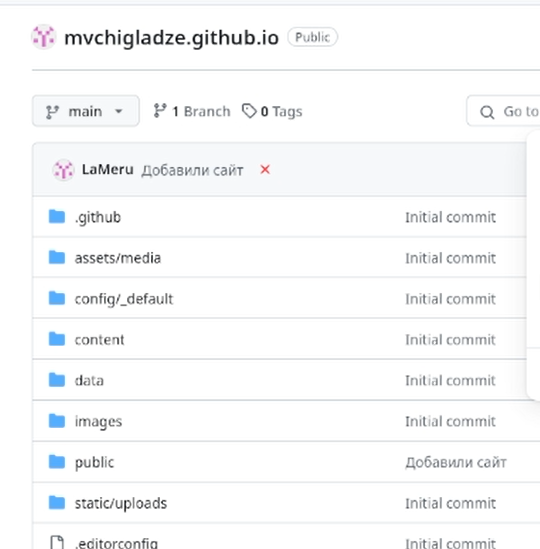 mvchigladze.github.io Public
main 1 Branch 0 Tags Go to
LaMeru Добавили сайт
.github Initial commit
assets/media Initial commit
config/_default Initial commit
content Initial commit
data Initial commit
images Initial commit
public Добавили сайт
static/uploads Initial commit
.editorconfig Initial commit